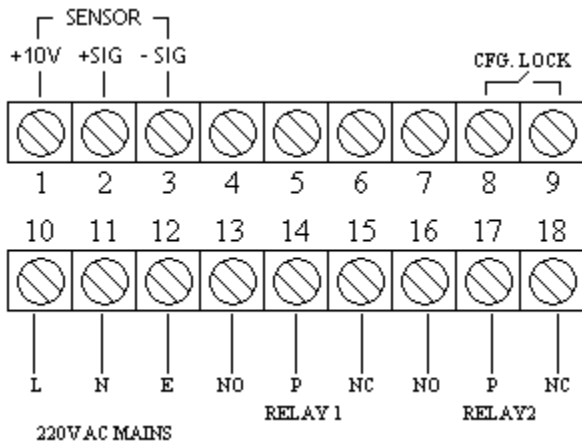 SENSOR
+10V +SIG - SIG
CFG. LOCK
1 2 3 4 5 6 7 8 9
10 11 12 13 14 15 16 17 18
L N E NO P NC NO P NC
RELAY 1 RELAY2
220VAC MAINS